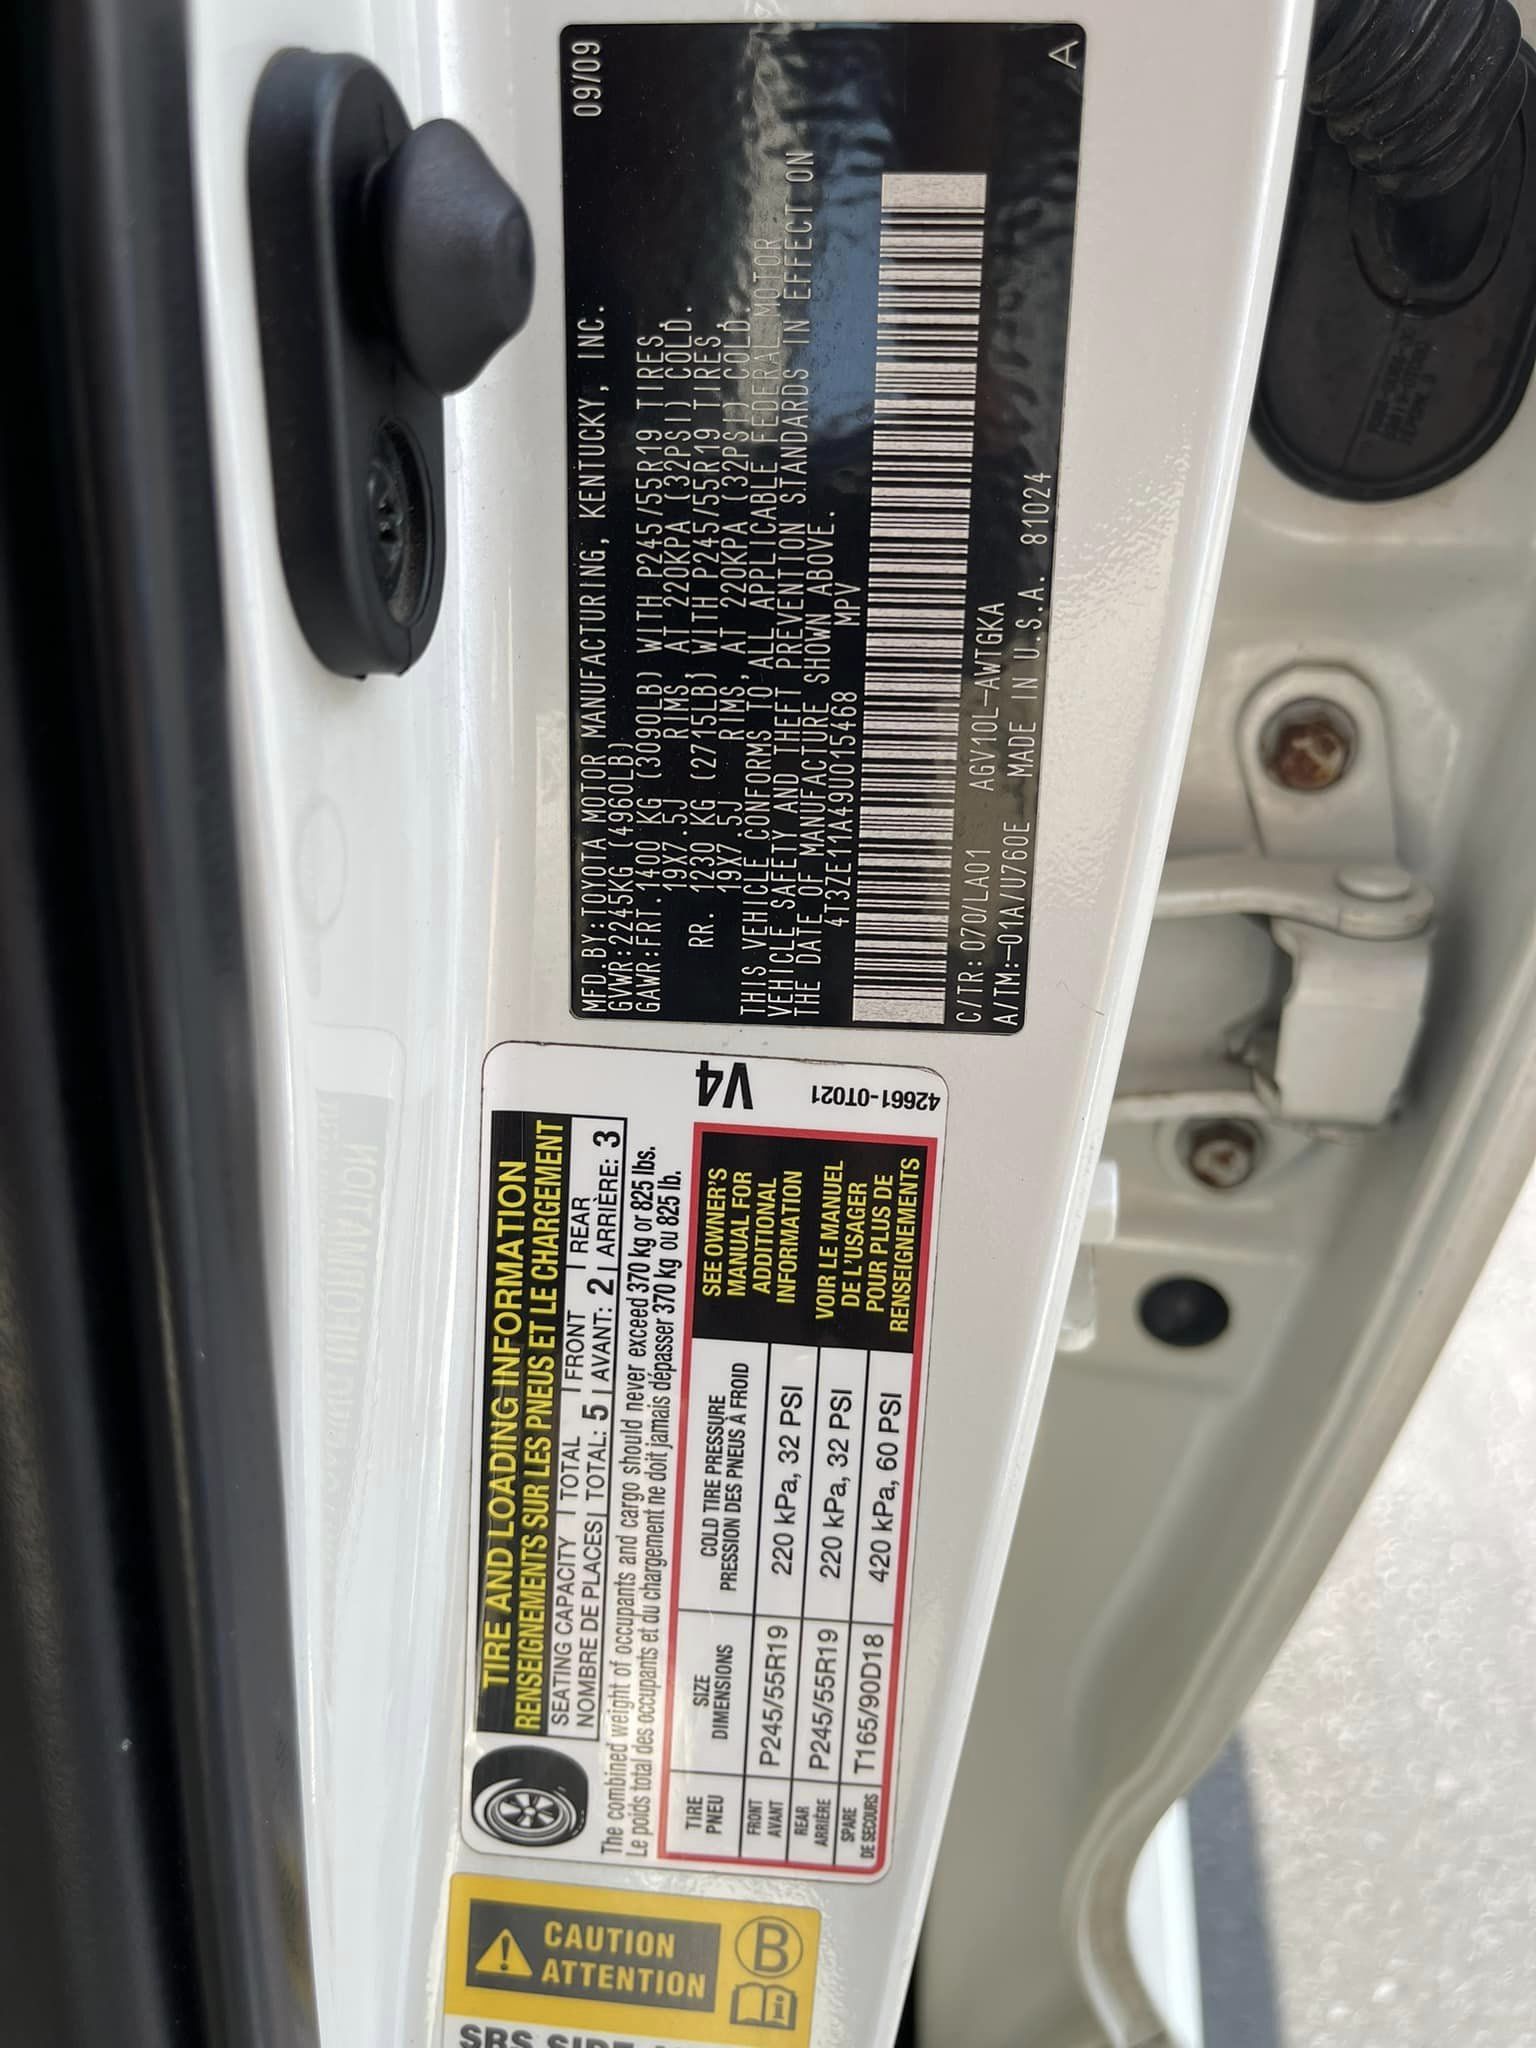 MFD. BY: TOYOTA MOTOR MANUFACTURING, KENTUCKY, INC. 09/09
GVWR: 2245KG (4960LB)
GAWR: FRT. 1400 KG (3090LB) WITH P245/55R19 TIRES,
19X7.5J RIMS, AT 220KPA (32PSI) COLD.
RR. 1230 KG (2715LB) WITH P245/55R19 TIRES,
19X7.5J RIMS, AT 220KPA (32PSI) COLD.
THIS VEHICLE CONFORMS TO ALL APPLICABLE FEDERAL MOTOR
VEHICLE SAFETY AND THEFT PREVENTION STANDARDS IN EFFECT ON
THE DATE OF MANUFACTURE SHOWN ABOVE.
4T3ZE11A49U015468 MPV
C/TR: 070/LA01 AGV10L-AWTGKA
A/TM: -01A/U760E MADE IN U.S.A. 81024 A
TIRE AND LOADING INFORMATION
RENSEIGNEMENTS SUR LES PNEUS ET LE CHARGEMENT
SEATING CAPACITY | TOTAL | FRONT | REAR
NOMBRE DE PLACES | TOTAL: 5 | AVANT: 2 | ARRIÈRE: 3
The combined weight of occupants and cargo should never exceed 370 kg or 825 lbs.
Le poids total des occupants et du chargement ne doit jamais dépasser 370 kg ou 825 lb.
TIRE SIZE COLD TIRE PRESSURE
PNEU DIMENSIONS PRESSION DES PNEUS À FROID
FRONT
AVANT P245/55R19 220 kPa, 32 PSI
REAR
ARRIÈRE P245/55R19 220 kPa, 32 PSI
SPARE
DE SECOURS T165/90D18 420 kPa, 60 PSI
SEE OWNER'S
MANUAL FOR
ADDITIONAL
INFORMATION
VOIR LE MANUEL
DE L'USAGER
POUR PLUS DE
RENSEIGNEMENTS
V4
42661-0T021
CAUTION
ATTENTION
B
SRS SIDE